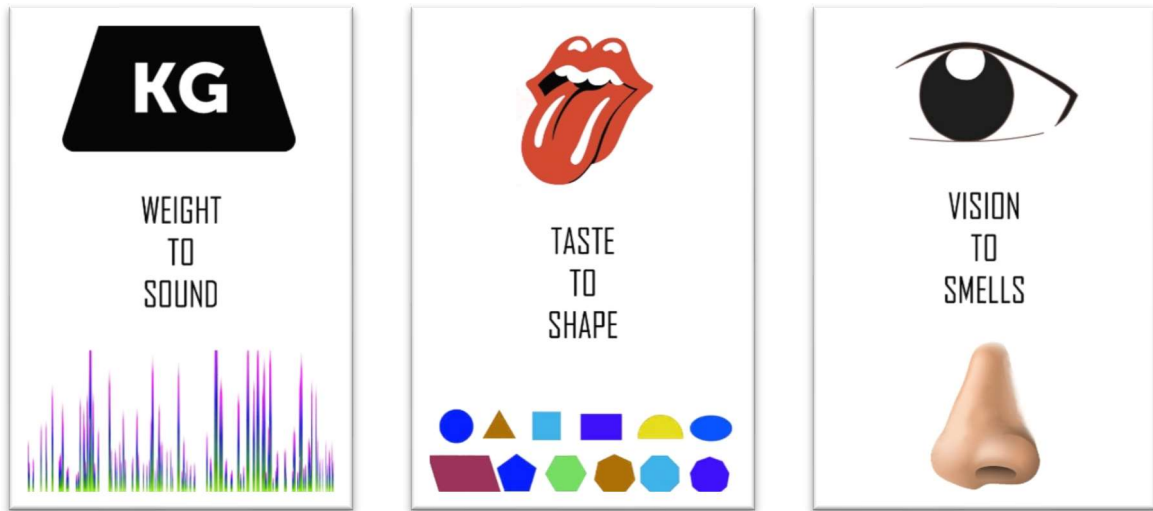 KG
WEIGHT
TO
SOUND
TASTE
TO
SHAPE
VISION
TO
SMELLS